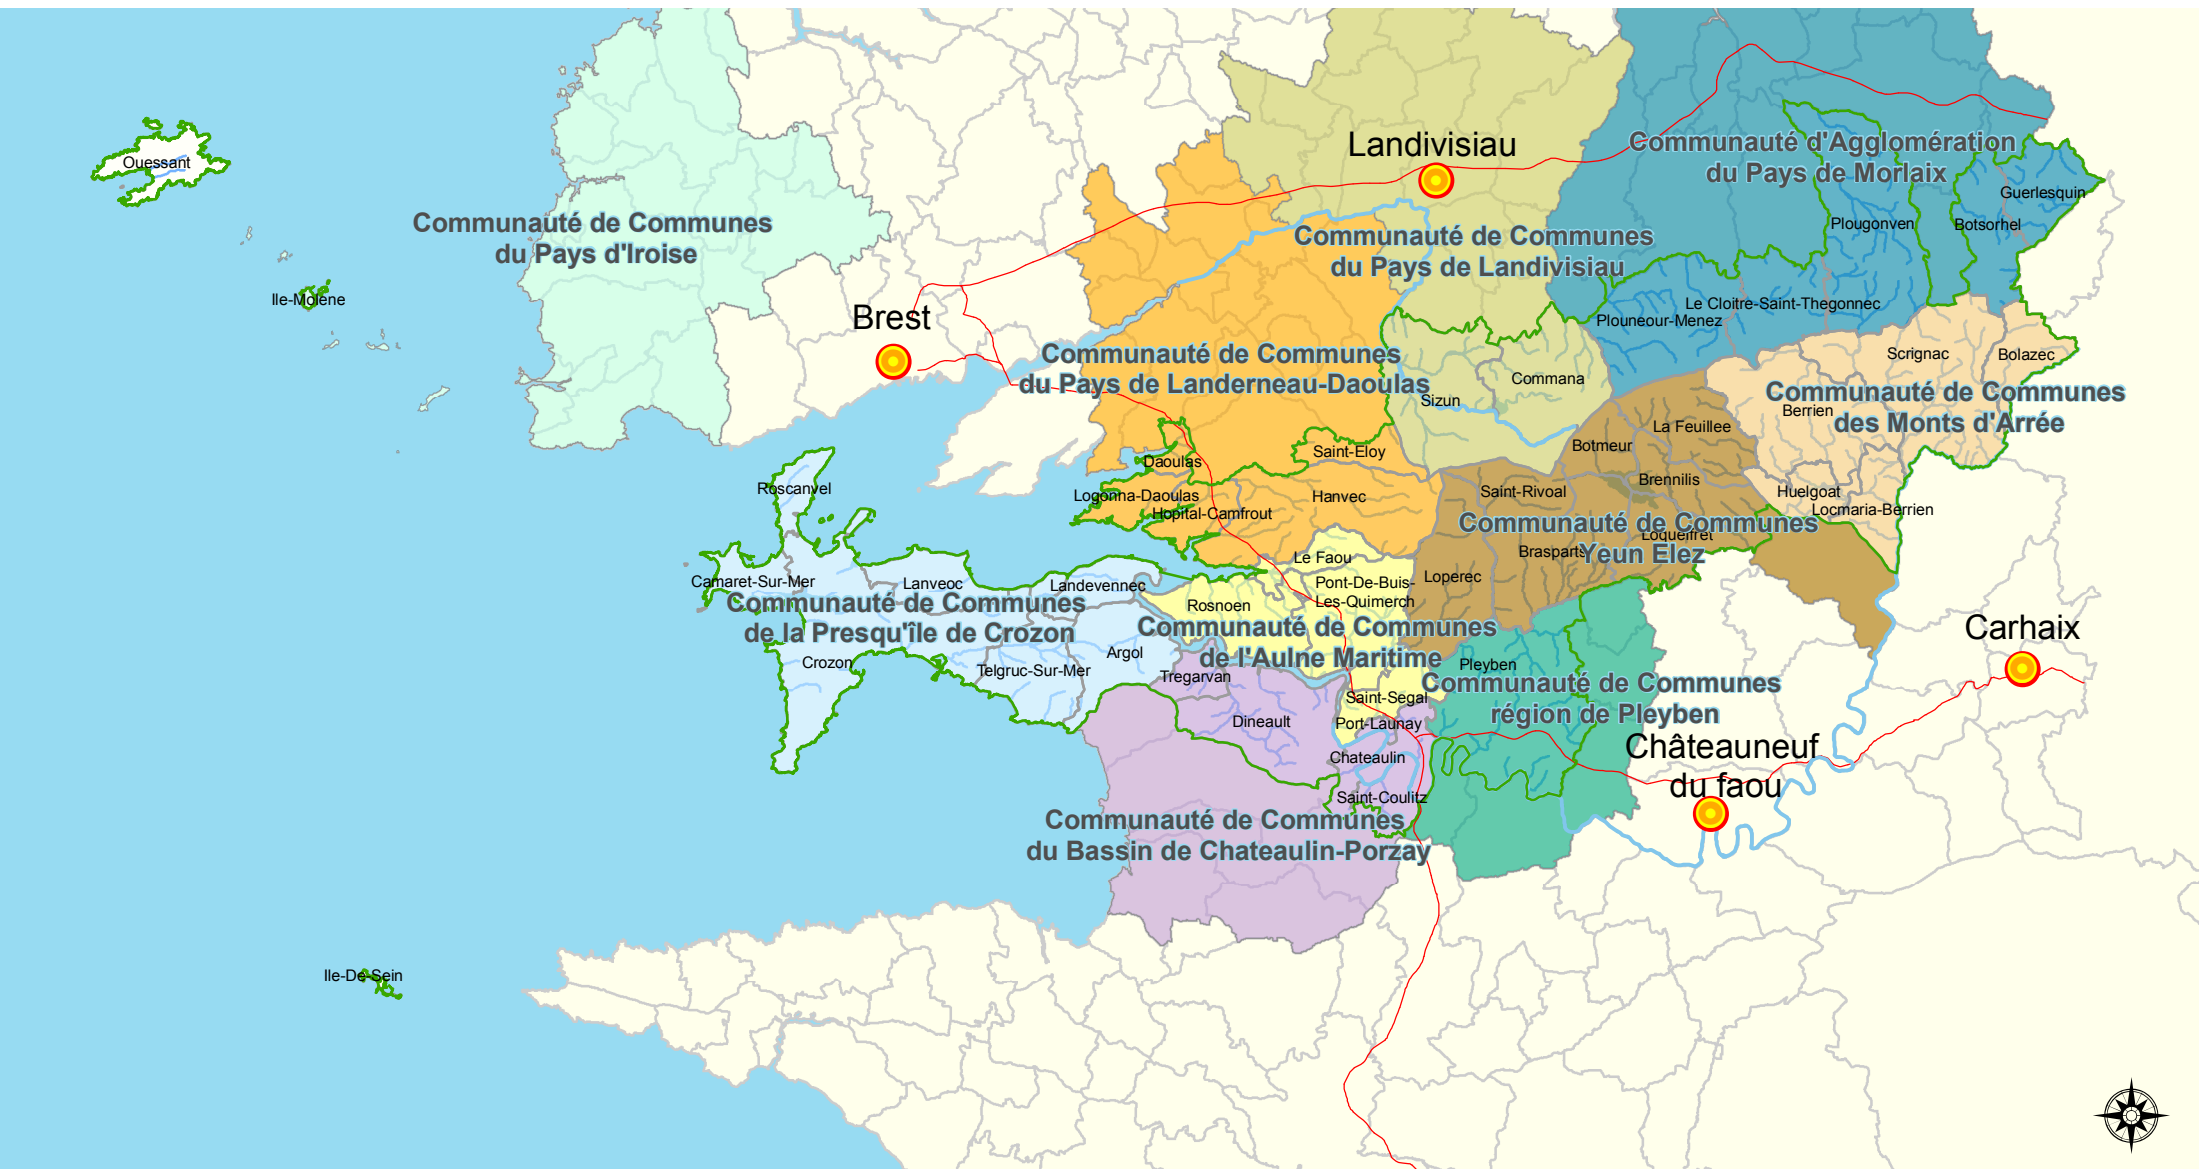 Landivisiau
Communauté d'Agglomération
du Pays de Morlaix
Ouessant
Guerlesquin
Plougonven
Botsorhel
Communauté de Communes
du Pays d'Iroise
Communauté de Communes
du Pays de Landivisiau
Ile-Molène
Le Cloitre-Saint-Thegonnec
Plouneour-Menez
Brest
Communauté de Communes
du Pays de Landerneau-Daoulas
Scrignac
Bolazec
Commana
Sizun
Communauté de Communes
des Monts d'Arrée
Berrien
La Feuillee
Botmeur
Saint-Eloy
Daoulas
Brennilis
Roscanvel
Logonna-Daoulas
Hanvec
Saint-Rivoal
Huelgoat
Hopital-Camfrout
Locmaria-Berrien
Communauté de Communes
Yeun Elez
Loqueffret
Brasparts
Le Faou
Loperec
Camaret-Sur-Mer
Lanveoc
Landevennec
Pont-De-Buis-
Les-Quimerch
Rosnoen
Communauté de Communes
de la Presqu'île de Crozon
Communauté de Communes
de l'Aulne Maritime
Carhaix
Crozon
Argol
Telgruc-Sur-Mer
Tregarvan
Pleyben
Communauté de Communes
région de Pleyben
Saint-Segal
Dineault
Port-Launay
Châteauneuf
du faou
Chateaulin
Saint-Coulitz
Communauté de Communes
du Bassin de Chateaulin-Porzay
Ile-De-Sein